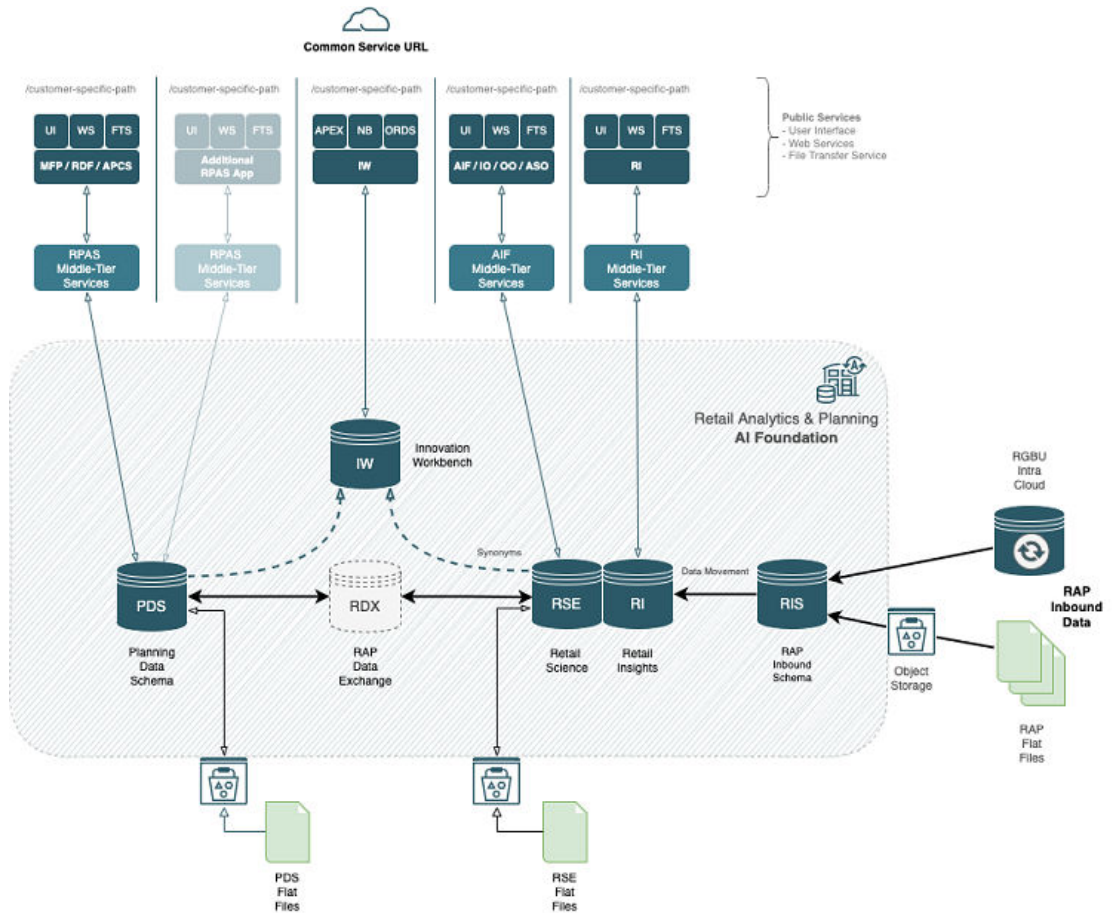 Common Service URL
/customer-specific-path
/customer-specific-path
/customer-specific-path
/customer-specific-path
/customer-specific-path
UI WS FTS
MFP / RDF / APCS
UI WS FTS
Additional
RPAS App
APEX NB ORDS
IW
UI WS FTS
AIF / IO / OO / ASO
UI WS FTS
RI
Public Services
- User Interface
- Web Services
- File Transfer Service
RPAS
Middle-Tier
Services
RPAS
Middle-Tier
Services
AIF
Middle-Tier
Services
RI
Middle-Tier
Services
A
Retail Analytics & Planning
AI Foundation
IW
Innovation
Workbench
RGBU
Intra
Cloud
Synonyms
Data Movement
PDS
RDX
RSE
RI
RIS
RAP
Inbound
Data
Planning
Data
Schema
RAP
Data
Exchange
Retail
Science
Retail
Insights
RAP
Inbound
Schema
Object
Storage
RAP
Flat
Files
PDS
Flat
Files
RSE
Flat
Files